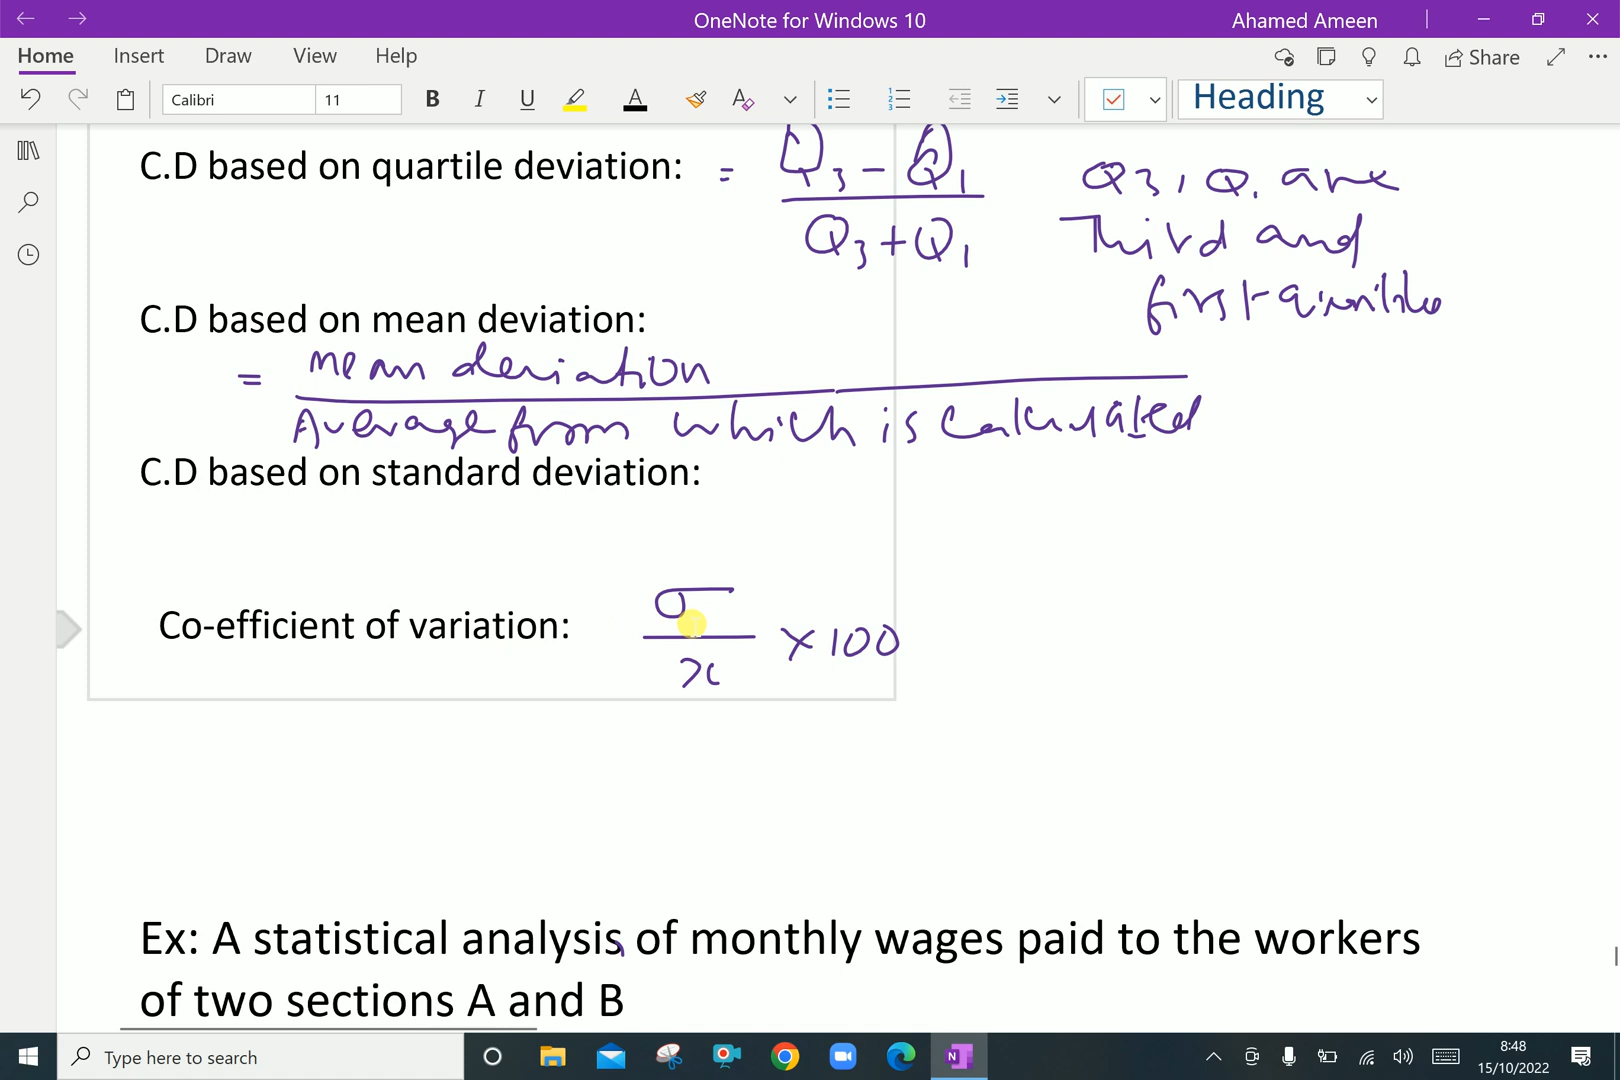 OneNote for Windows 10
Ahamed Ameen
Home Insert Draw View Help
Share
Calibri 11 B I U A Heading
C.D based on quartile deviation: = Q3 - Q1 / Q3 + Q1
Q3, Q1 are
Third and
first
C.D based on mean deviation:
= mean deviation
Average from which is calculated
C.D based on standard deviation:
Co-efficient of variation: σ / x × 100
Ex: A statistical analysis of monthly wages paid to the workers
of two sections A and B
Type here to search
8:48
15/10/2022